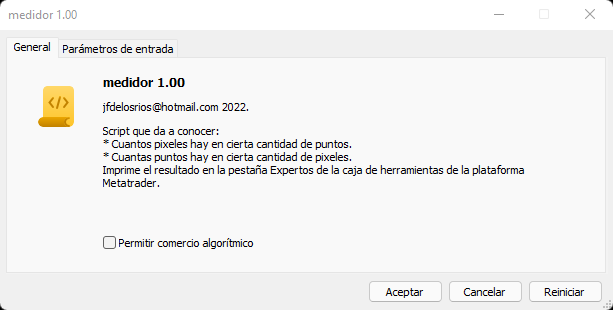 medidor 1.00
General
Parámetros de entrada
medidor 1.00
jfdelosrios@hotmail.com 2022.
Script que da a conocer:
* Cuantos pixeles hay en cierta cantidad de puntos.
* Cuantas puntos hay en cierta cantidad de pixeles.
Imprime el resultado en la pestaña Expertos de la caja de herramientas de la plataforma
Metatrader.
Permitir comercio algorítmico
Aceptar
Cancelar
Reiniciar